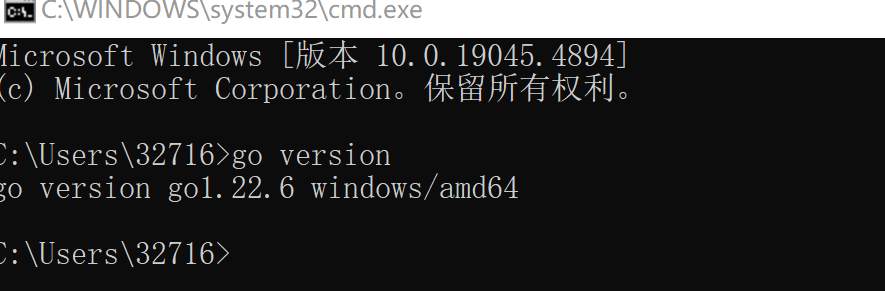 C:\WINDOWS\system32\cmd.exe
Microsoft Windows [版本 10.0.19045.4894]
(c) Microsoft Corporation。保留所有权利。
C:\Users\32716>go version
go version go1.22.6 windows/amd64
C:\Users\32716>